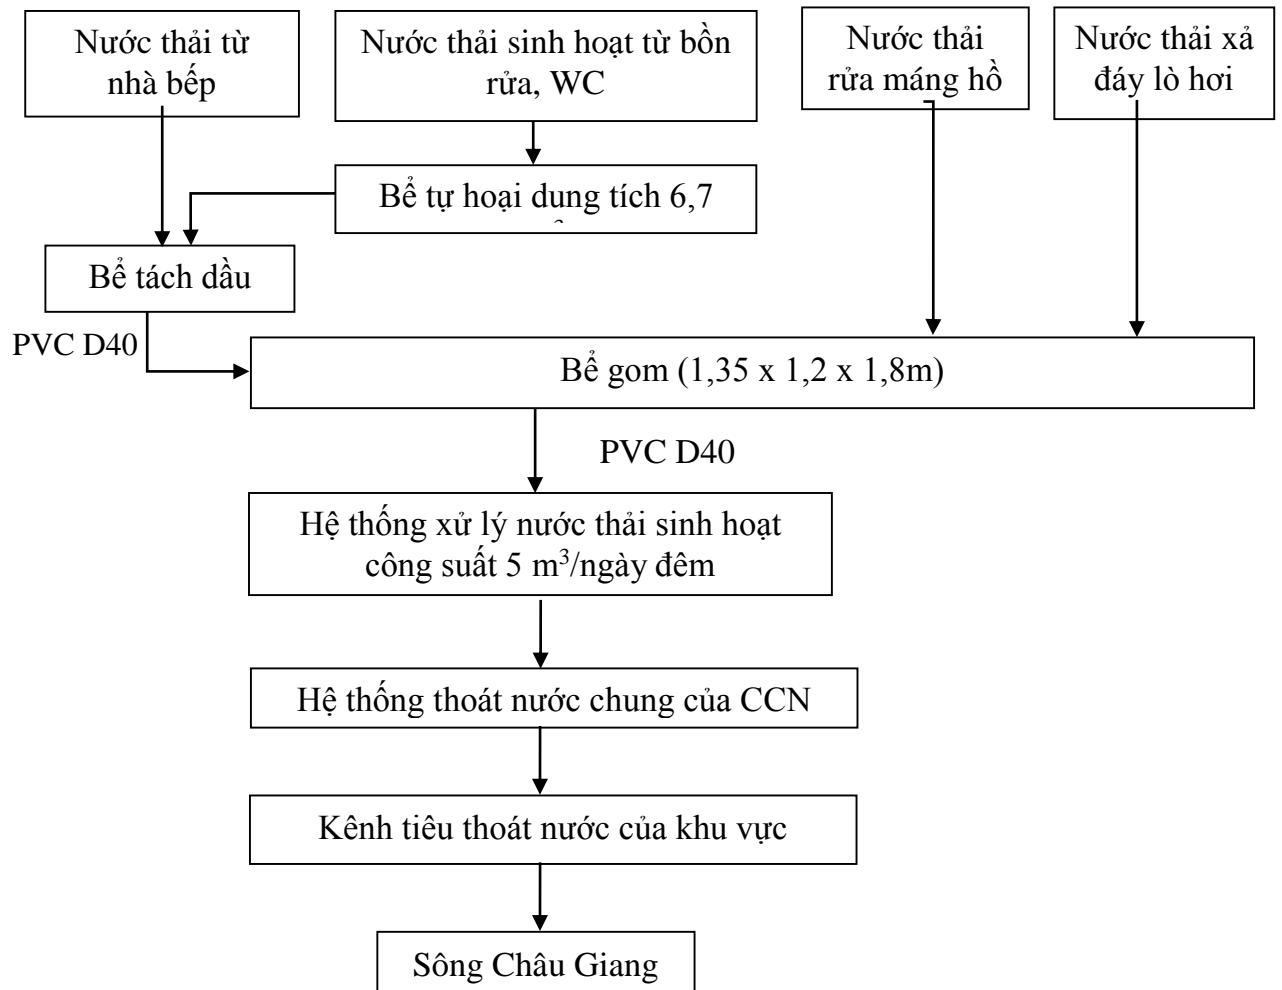 Nước thải từ
nhà bếp
Nước thải sinh hoạt từ bồn
rửa, WC
Nước thải
rửa máng hồ
Nước thải xả
đáy lò hơi
Bể tự hoại dung tích 6,7
Bể tách dầu
PVC D40
Bể gom (1,35 x 1,2 x 1,8m)
PVC D40
Hệ thống xử lý nước thải sinh hoạt
công suất 5 m³/ngày đêm
Hệ thống thoát nước chung của CCN
Kênh tiêu thoát nước của khu vực
Sông Châu Giang